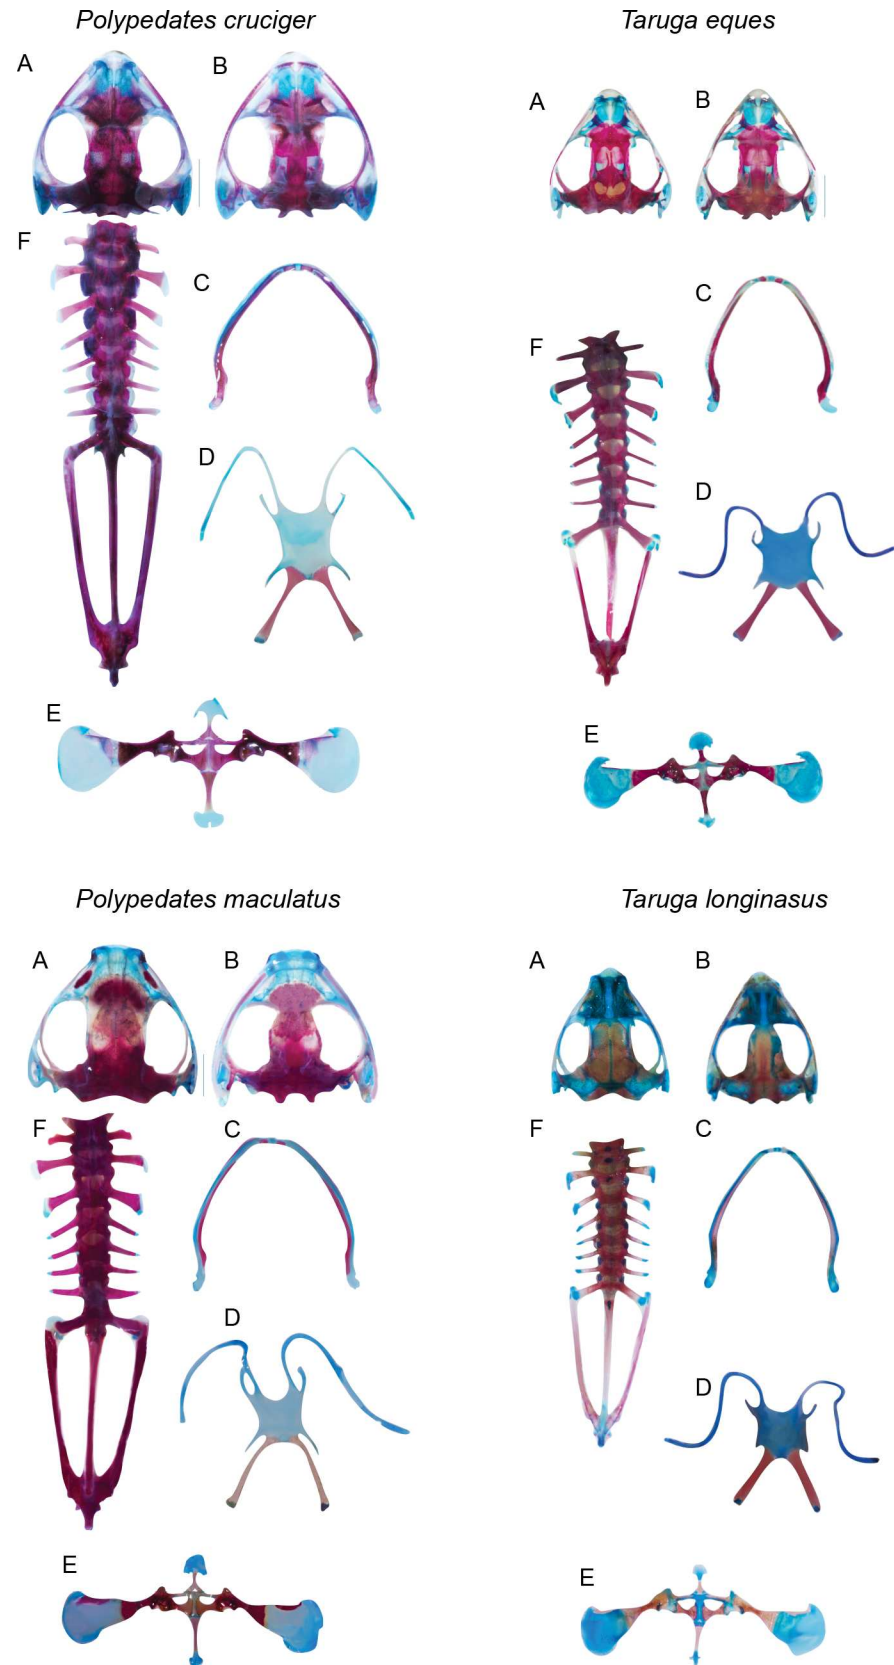 Polypedates cruciger
A
B
F
C
D
E
Taruga eques
A
B
C
F
D
E
Polypedates maculatus
A
B
F
C
D
E
Taruga longinasus
A
B
F
C
D
E